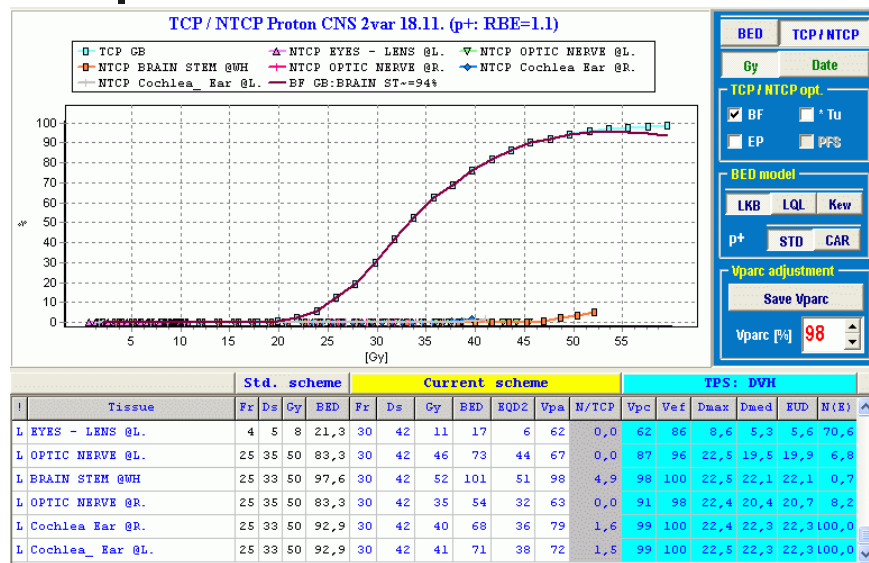 TCP / NTCP Proton CNS 2var 18.11. (p+: RBE=1.1)
TCP GB NTCP EYES - LENS @L. NTCP OPTIC NERVE @L.
NTCP BRAIN STEM @WH NTCP OPTIC NERVE @R. NTCP Cochlea Ear @R.
NTCP Cochlea_ Ear @L. BF GB:BRAIN ST~=94%
100
90
80
70
60
50
40
30
20
10
0
%
5 10 15 20 25 30 35 40 45 50 55
[Gy]
BED TCP / NTCP
Gy Date
TCP / NTCP opt.
BF * Tu
EP PFS
BED model
LKB LQL Kew
p+ STD CAR
Vparc adjustment
Save Vparc
Vparc [%] 98
Std. scheme Current scheme TPS: DVH
! Tissue Fr Ds Gy BED Fr Ds Gy BED EQD2 Vpa N/TCP Vpc Vef Dmax Dmed EUD N(E)
L EYES - LENS @L. 4 5 8 21,3 30 42 11 17 6 62 0,0 62 86 8,6 5,3 5,6 70,6
L OPTIC NERVE @L. 25 35 50 83,3 30 42 46 73 44 67 0,0 87 96 22,5 19,5 19,9 6,8
L BRAIN STEM @WH 25 33 50 97,6 30 42 52 101 51 98 4,9 98 100 22,5 22,1 22,1 0,7
L OPTIC NERVE @R. 25 35 50 83,3 30 42 35 54 32 63 0,0 91 98 22,4 20,4 20,7 8,2
L Cochlea Ear @R. 25 33 50 92,9 30 42 40 68 36 79 1,6 99 100 22,4 22,3 22,3 100,0
L Cochlea_ Ear @L. 25 33 50 92,9 30 42 41 71 38 72 1,5 99 100 22,5 22,3 22,3 100,0